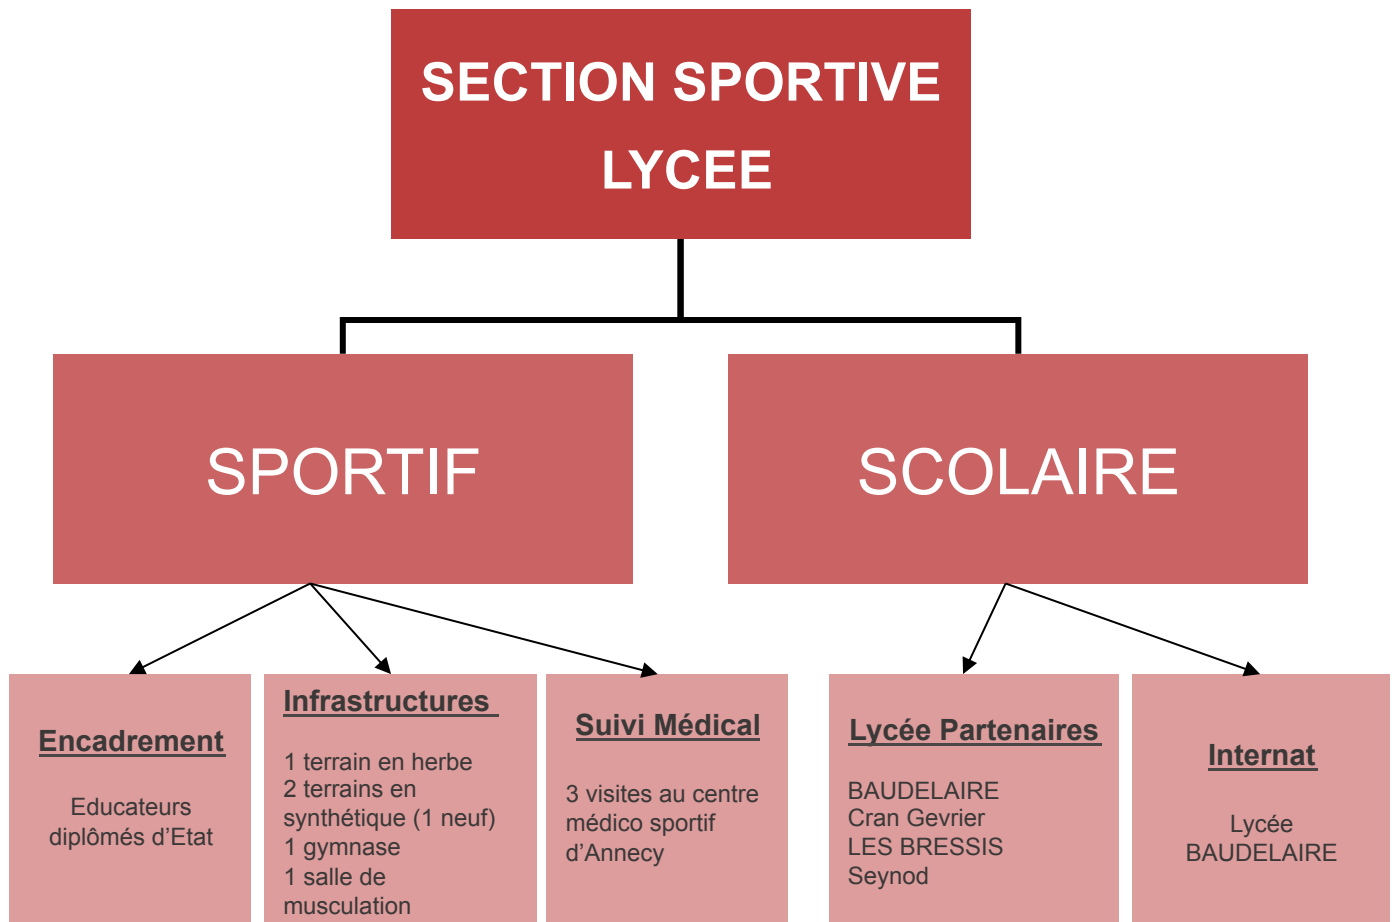 SECTION SPORTIVE
LYCEE
SPORTIF
SCOLAIRE
Encadrement
Educateurs
diplômés d’Etat
Infrastructures
1 terrain en herbe
2 terrains en
synthétique (1 neuf)
1 gymnase
1 salle de
musculation
Suivi Médical
3 visites au centre
médico sportif
d’Annecy
Lycée Partenaires
BAUDELAIRE
Cran Gevrier
LES BRESSIS
Seynod
Internat
Lycée
BAUDELAIRE